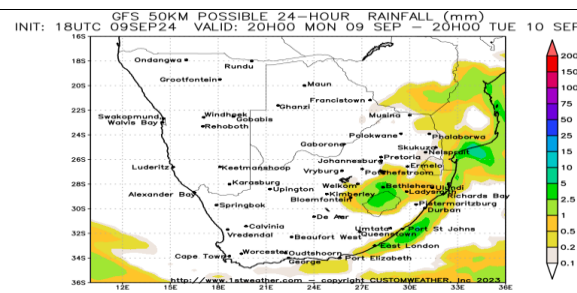 GFS 50KM POSSIBLE 24-HOUR RAINFALL (mm)
INIT: 18UTC 09SEP24 VALID: 20H00 MON 09 SEP - 20H00 TUE 10 SEP
16S
200
Ondangwa
Rundu
18S
150
Grootfontein
Maun
20S
100
Francistown
Ghanzi
75
22S
Musina
Windhoek
Gobabis
Swakopmund
Walvis Bay
Rehoboth
50
Polokwane
Phalaborwa
24S
25
Gaborone
Skukuza
Johannesburg
Pretoria
Nelspruit
15
26S
Luderitz
Keetmanshoop
Vryburg
Potchefstroom
Ermelo
10
Karasburg
Welkom
Bethlehem
Ulundi
28S
Alexander Bay
Upington
Kimberley
Ladysmith
5
Richards Bay
Springbok
Bloemfontein
Pietermaritzburg
2.5
30S
Durban
De Aar
1
Calvinia
Umtata
Port St Johns
32S
Vredendal
Beaufort West
Queenstown
0.5
East London
Worcester
Oudtshoorn
0.2
34S
Cape Town
George
Port Elizabeth
0.1
http://www.1stweather.com - copyright CUSTOMWEATHER, Inc 2023
36S
12E 15E 18E 21E 24E 27E 30E 33E 36E